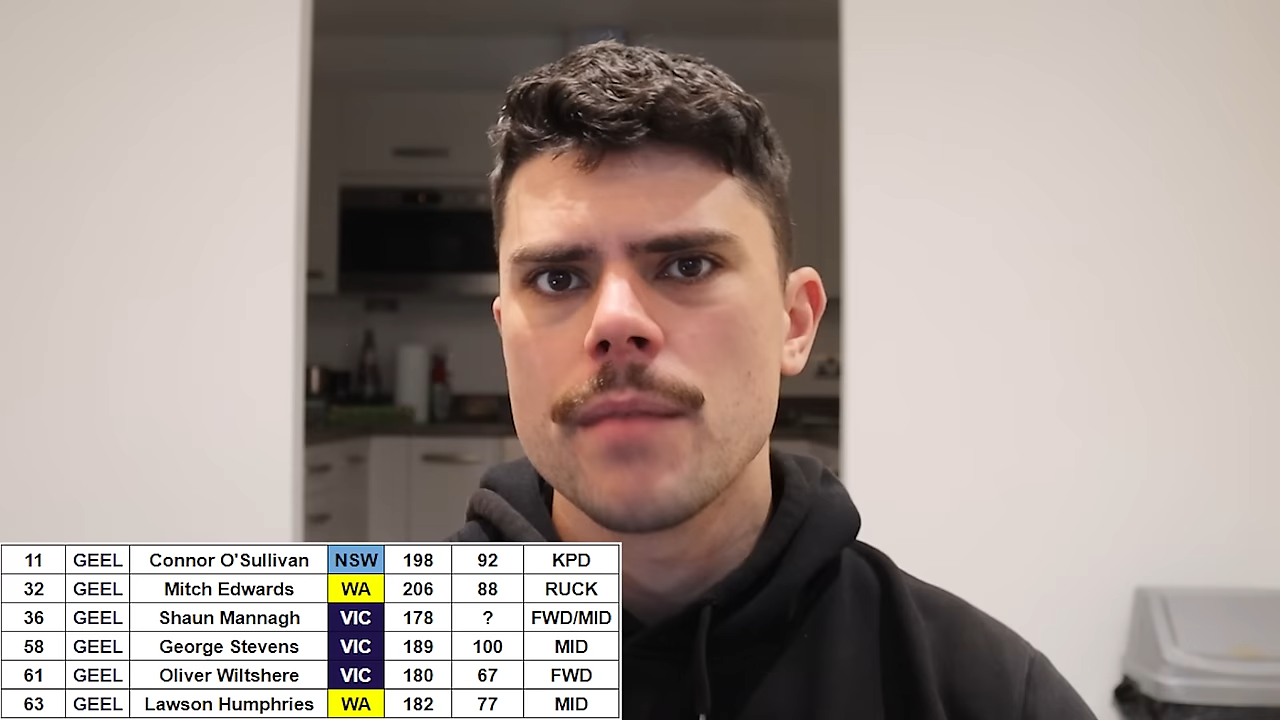 11 GEEL Connor O'Sullivan NSW 198 92 KPD
32 GEEL Mitch Edwards WA 206 88 RUCK
36 GEEL Shaun Mannagh VIC 178 ? FWD/MID
58 GEEL George Stevens VIC 189 100 MID
61 GEEL Oliver Wiltshere VIC 180 67 FWD
63 GEEL Lawson Humphries WA 182 77 MID